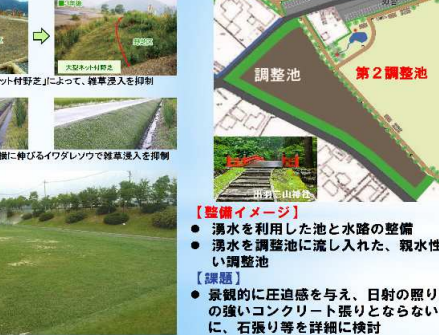 大型ネット付野芝
ット付野芝」によって、雑草浸入を抑制
横に伸びるイワダレソウで雑草浸入を抑制
調整池
第2調整池
出羽三山神社
【整備イメージ】
● 湧水を利用した池と水路の整備
● 湧水を調整池に流し入れた、親水性
い調整池
【課題】
● 景観的に圧迫感を与え、日射の照り
の強いコンクリート張りとならない
に、石張り等を詳細に検討